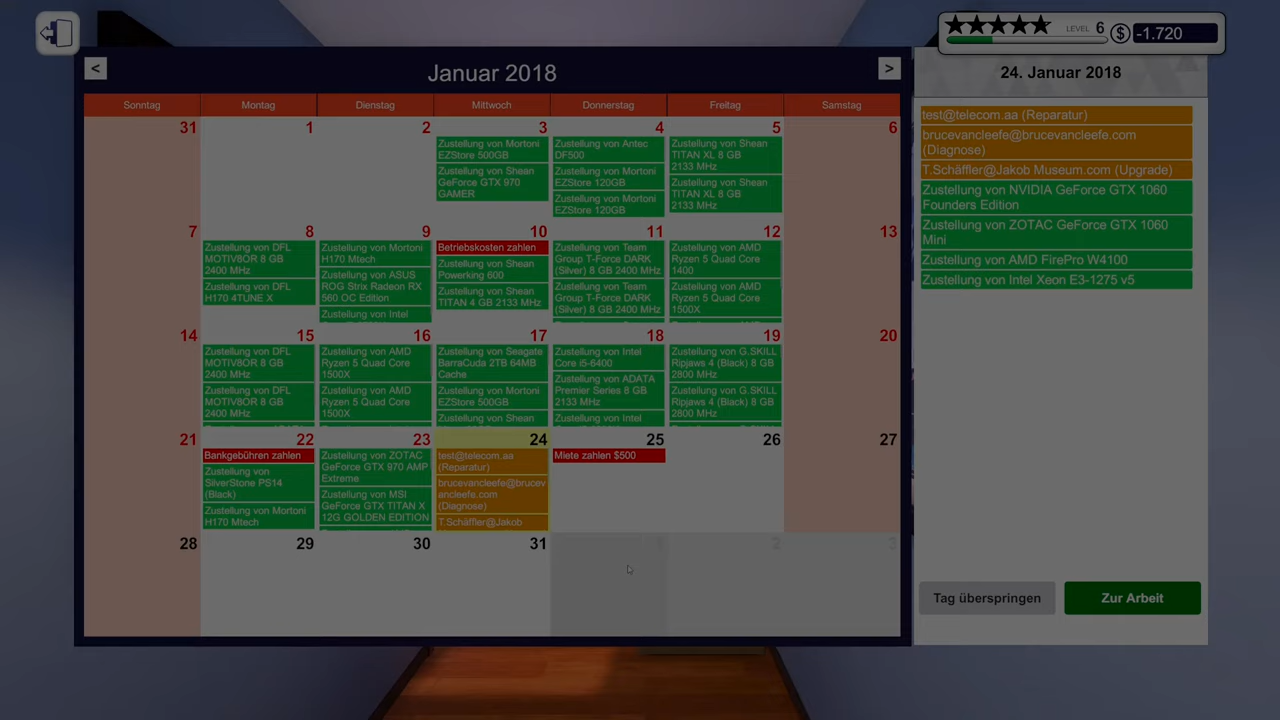 LEVEL 6
$ -1.720
<
Januar 2018
>
24. Januar 2018
Sonntag
Montag
Dienstag
Mittwoch
Donnerstag
Freitag
Samstag
31
1
2
3
Zustellung von Mortoni
EZStore 500GB
Zustellung von Shean
GeForce GTX 970
GAMER
4
Zustellung von Antec
DF500
Zustellung von Mortoni
EZStore 120GB
Zustellung von Mortoni
EZStore 120GB
5
Zustellung von Shean
TITAN XL 8 GB
2133 MHz
Zustellung von Shean
TITAN XL 8 GB
2133 MHz
6
7
8
Zustellung von DFL
MOTIV8OR 8 GB
2400 MHz
Zustellung von DFL
H170 4TUNE X
9
Zustellung von Mortoni
H170 Mtech
Zustellung von ASUS
ROG Strix Radeon RX
560 OC Edition
Zustellung von Intel
10
Betriebskosten zahlen
Zustellung von Shean
Powerking 600
Zustellung von Shean
TITAN 4 GB 2133 MHz
11
Zustellung von Team
Group T-Force DARK
(Silver) 8 GB 2400 MHz
Zustellung von Team
Group T-Force DARK
(Silver) 8 GB 2400 MHz
12
Zustellung von AMD
Ryzen 5 Quad Core
1400
Zustellung von AMD
Ryzen 5 Quad Core
1500X
13
14
15
Zustellung von DFL
MOTIV8OR 8 GB
2400 MHz
Zustellung von DFL
MOTIV8OR 8 GB
2400 MHz
16
Zustellung von AMD
Ryzen 5 Quad Core
1500X
Zustellung von AMD
Ryzen 5 Quad Core
1500X
17
Zustellung von Seagate
BarraCuda 2TB 64MB
Cache
Zustellung von Mortoni
EZStore 500GB
Zustellung von Shean
18
Zustellung von Intel
Core i5-6400
Zustellung von ADATA
Premier Series 8 GB
2133 MHz
Zustellung von Intel
19
Zustellung von G.SKILL
Ripjaws 4 (Black) 8 GB
2800 MHz
Zustellung von G.SKILL
Ripjaws 4 (Black) 8 GB
2800 MHz
20
21
22
Bankgebühren zahlen
Zustellung von
SilverStone PS14
(Black)
Zustellung von Mortoni
H170 Mtech
23
Zustellung von ZOTAC
GeForce GTX 970 AMP
Extreme
Zustellung von MSI
GeForce GTX TITAN X
12G GOLDEN EDITION
24
test@telecom.aa
(Reparatur)
brucevancleefe@brucev
ancleefe.com
(Diagnose)
T.Schäffler@Jakob
25
Miete zahlen $500
26
27
28
29
30
31
1
2
3
test@telecom.aa (Reparatur)
brucevancleefe@brucevancleefe.com
(Diagnose)
T.Schäffler@Jakob Museum.com (Upgrade)
Zustellung von NVIDIA GeForce GTX 1060
Founders Edition
Zustellung von ZOTAC GeForce GTX 1060
Mini
Zustellung von AMD FirePro W4100
Zustellung von Intel Xeon E3-1275 v5
Tag überspringen
Zur Arbeit